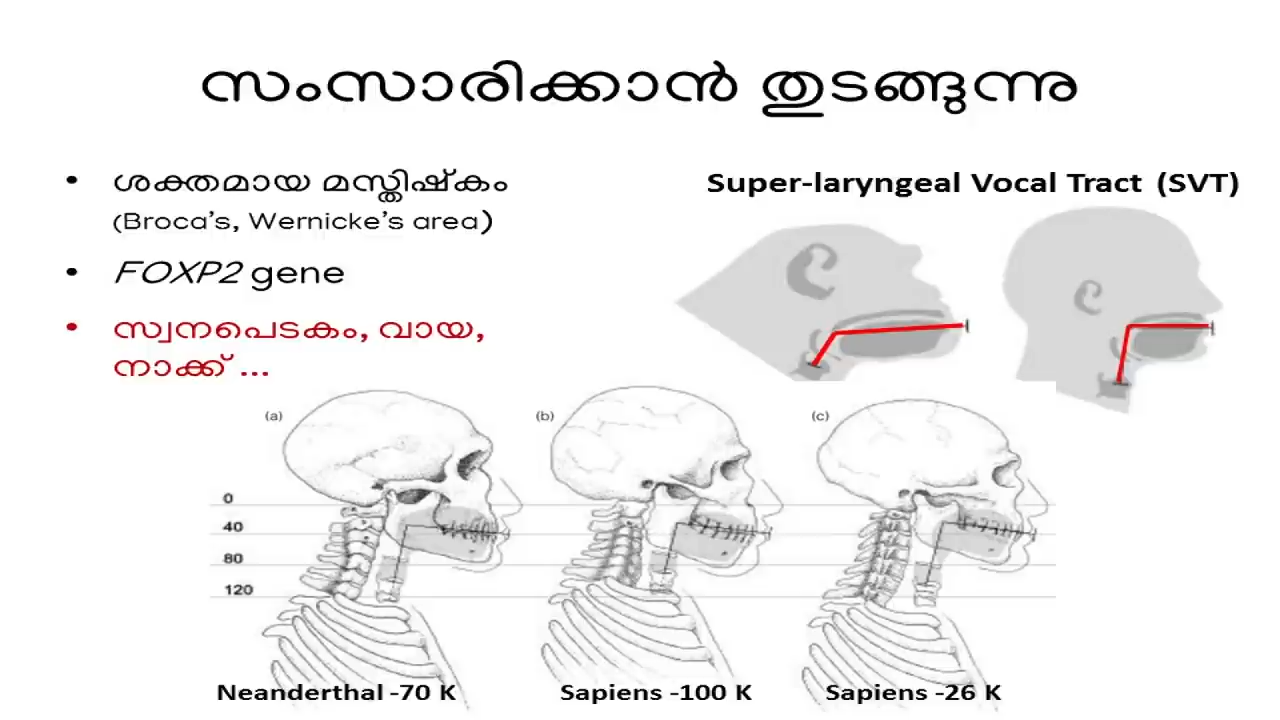 സംസാരിക്കാൻ തുടങ്ങുന്നു
• ശക്തമായ മസ്തിഷ്കം
(Broca's, Wernicke's area)
• FOXP2 gene
• സ്വനപെടകം, വായ,
നാക്ക് ...
Super-laryngeal Vocal Tract (SVT)
(a) (b) (c)
0
40
80
120
Neanderthal -70 K
Sapiens -100 K
Sapiens -26 K